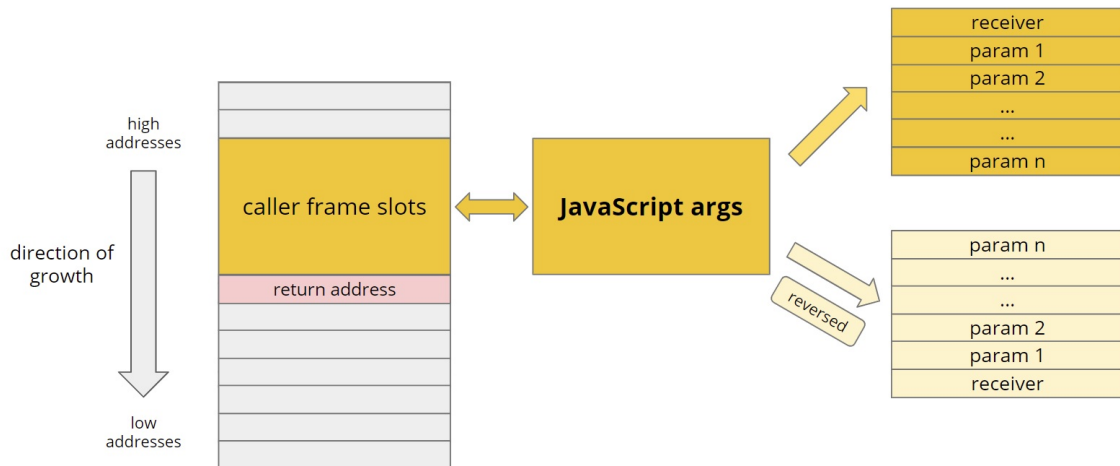 high
addresses
direction of
growth
low
addresses
caller frame slots
return address
JavaScript args
reversed
receiver
param 1
param 2
...
...
param n
param n
...
...
param 2
param 1
receiver